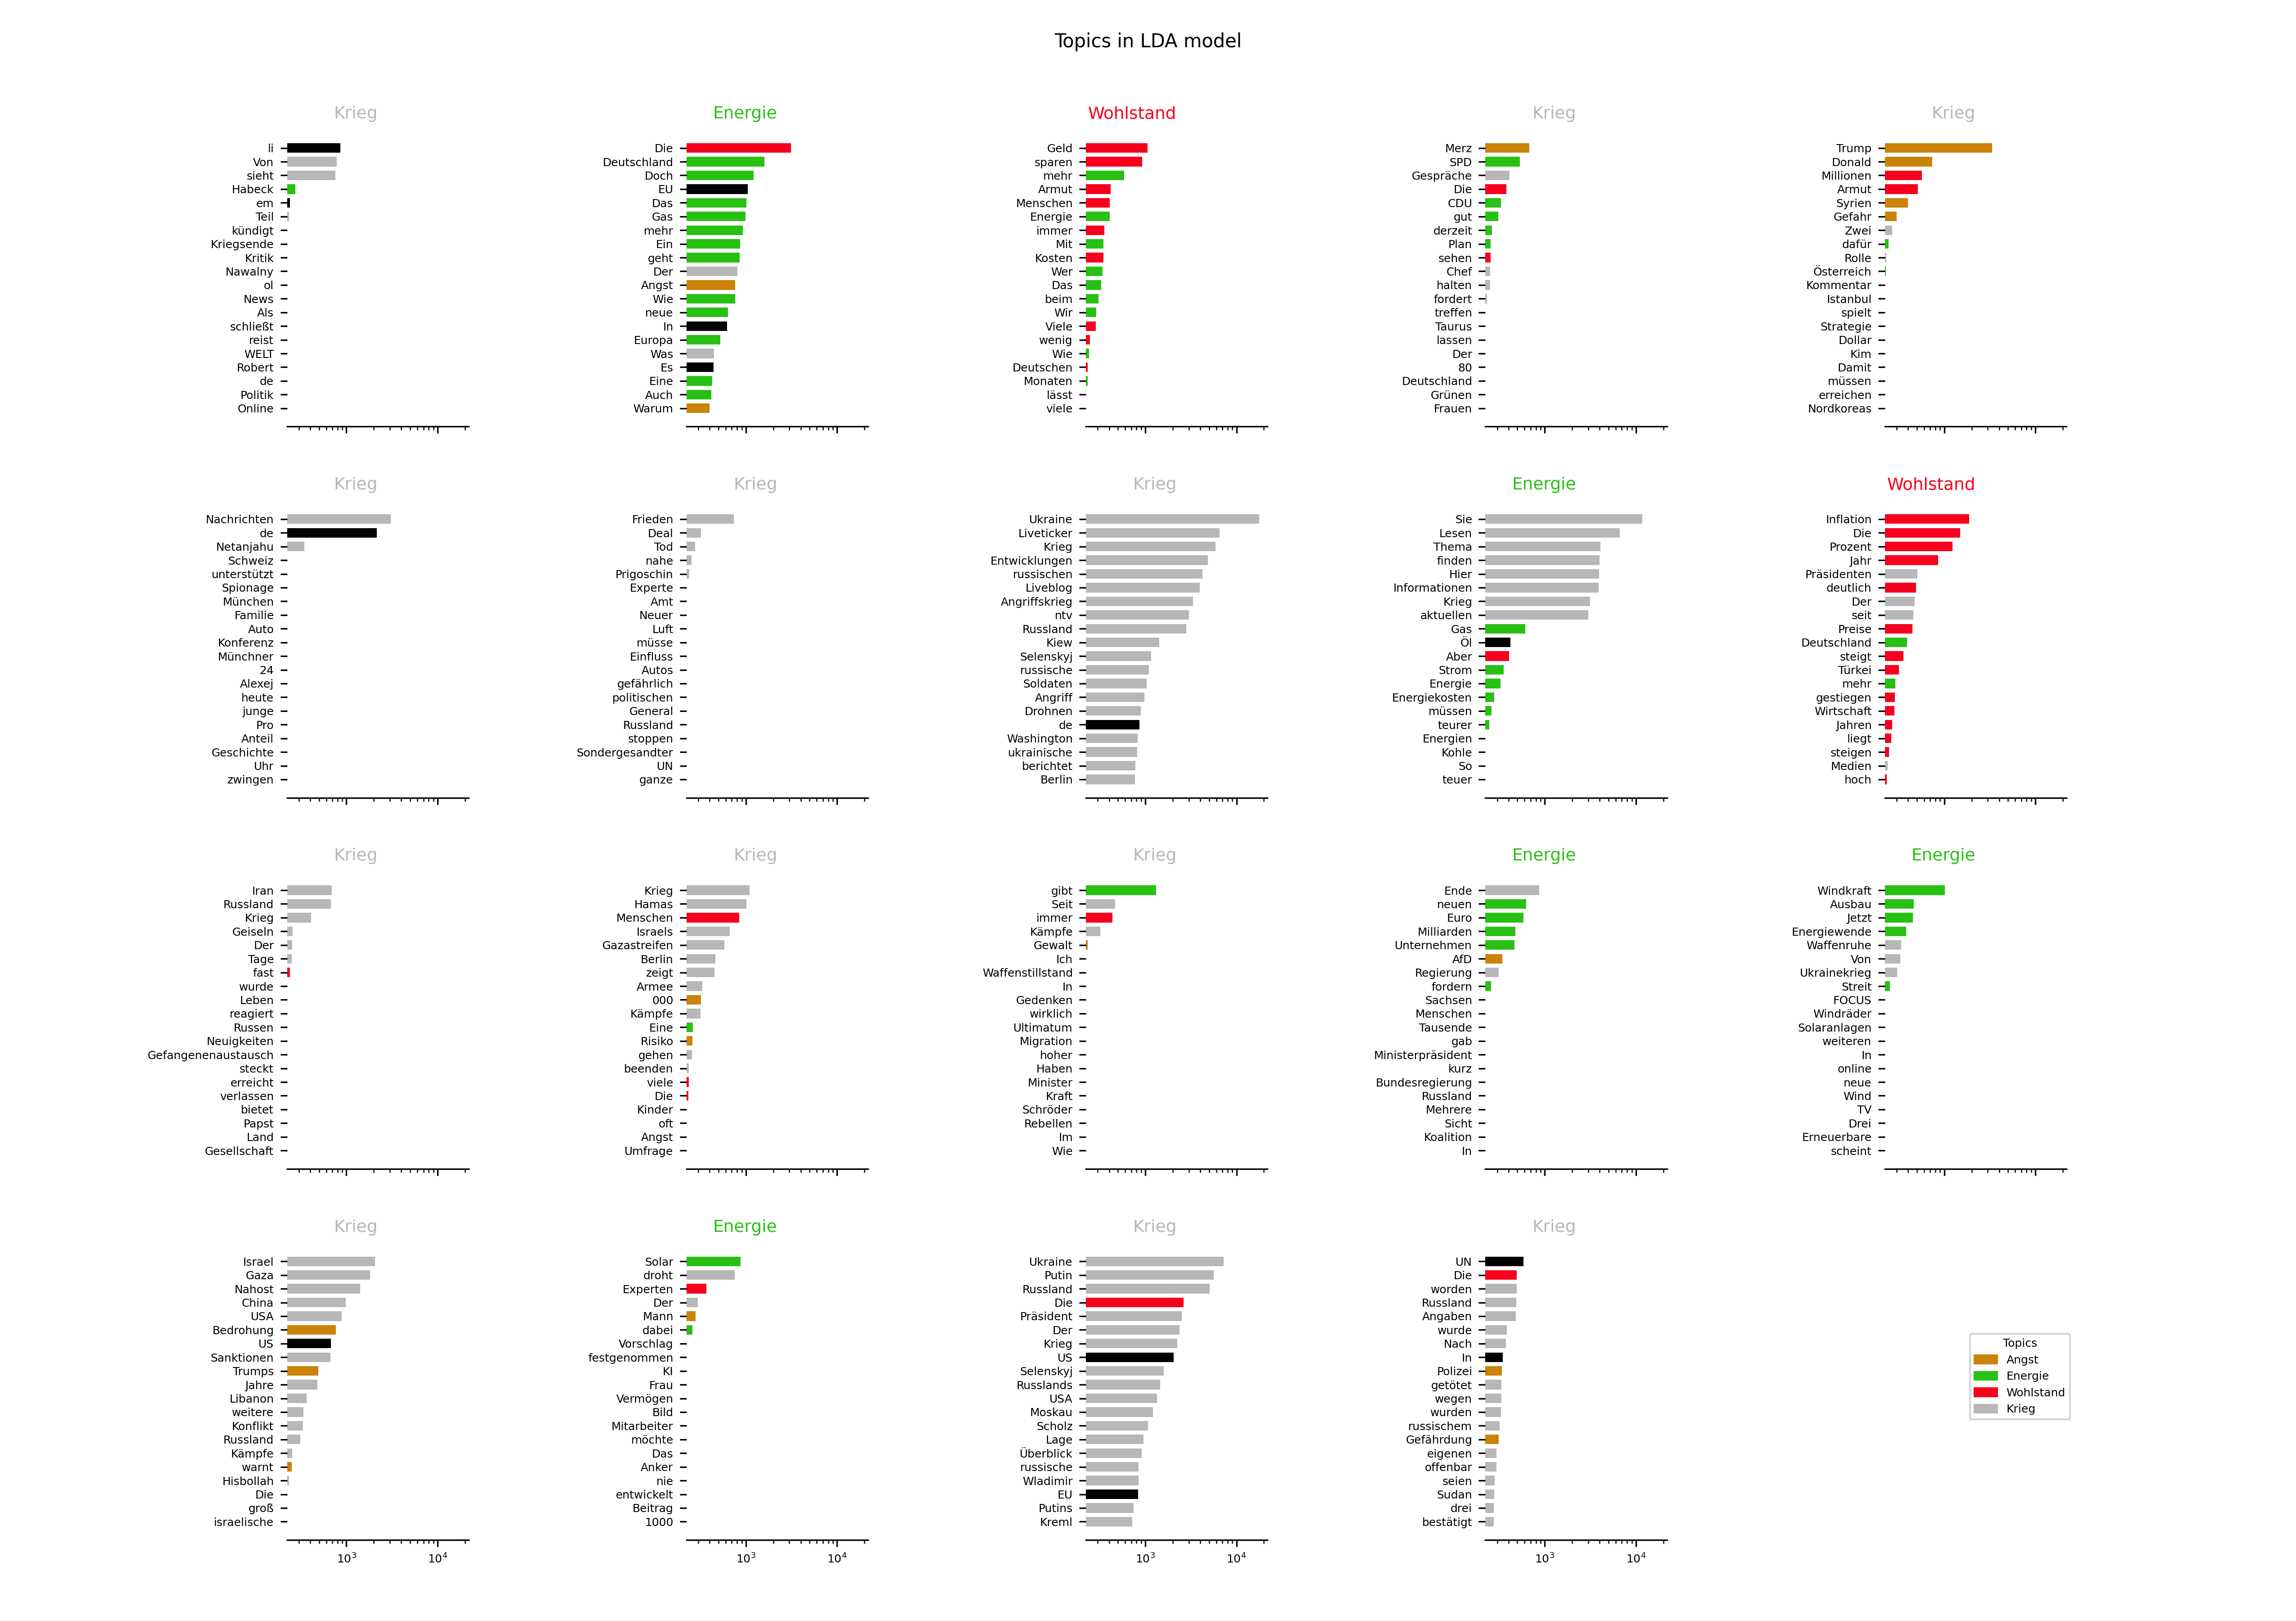 Topics in LDA model
Krieg
li
Von
sieht
Habeck
em
Teil
kündigt
Kriegsende
Kritik
Nawalny
ol
News
Als
schließt
reist
WELT
Robert
de
Politik
Online
Energie
Die
Deutschland
Doch
EU
Das
Gas
mehr
Ein
geht
Der
Angst
Wie
neue
In
Europa
Was
Es
Eine
Auch
Warum
Wohlstand
Geld
sparen
mehr
Armut
Menschen
Energie
immer
Mit
Kosten
Wer
Das
beim
Wir
Viele
wenig
Wie
Deutschen
Monaten
lässt
viele
Krieg
Merz
SPD
Gespräche
Die
CDU
gut
derzeit
Plan
sehen
Chef
halten
fordert
treffen
Taurus
lassen
Der
80
Deutschland
Grünen
Frauen
Krieg
Trump
Donald
Millionen
Armut
Syrien
Gefahr
Zwei
dafür
Rolle
Österreich
Kommentar
Istanbul
spielt
Strategie
Dollar
Kim
Damit
müssen
erreichen
Nordkoreas
Krieg
Nachrichten
de
Netanjahu
Schweiz
unterstützt
Spionage
München
Familie
Auto
Konferenz
Münchner
24
Alexej
heute
junge
Pro
Anteil
Geschichte
Uhr
zwingen
Krieg
Frieden
Deal
Tod
nahe
Prigoschin
Experte
Amt
Neuer
Luft
müsse
Einfluss
Autos
gefährlich
politischen
General
Russland
stoppen
Sondergesandter
UN
ganze
Krieg
Ukraine
Liveticker
Krieg
Entwicklungen
russischen
Liveblog
Angriffskrieg
ntv
Russland
Kiew
Selenskyj
russische
Soldaten
Angriff
Drohnen
de
Washington
ukrainische
berichtet
Berlin
Energie
Sie
Lesen
Thema
finden
Hier
Informationen
Krieg
aktuellen
Gas
Öl
Aber
Strom
Energie
Energiekosten
müssen
teurer
Energien
Kohle
So
teuer
Wohlstand
Inflation
Die
Prozent
Jahr
Präsidenten
deutlich
Der
seit
Preise
Deutschland
steigt
Türkei
mehr
gestiegen
Wirtschaft
Jahren
liegt
steigen
Medien
hoch
Krieg
Iran
Russland
Krieg
Geiseln
Der
Tage
fast
wurde
Leben
reagiert
Russen
Neuigkeiten
Gefangenenaustausch
steckt
erreicht
verlassen
bietet
Papst
Land
Gesellschaft
Krieg
Krieg
Hamas
Menschen
Israels
Gazastreifen
Berlin
zeigt
Armee
000
Kämpfe
Eine
Risiko
gehen
beenden
viele
Die
Kinder
oft
Angst
Umfrage
Krieg
gibt
Seit
immer
Kämpfe
Gewalt
Ich
Waffenstillstand
In
Gedenken
wirklich
Ultimatum
Migration
hoher
Haben
Minister
Kraft
Schröder
Rebellen
Im
Wie
Energie
Ende
neuen
Euro
Milliarden
Unternehmen
AfD
Regierung
fordern
Sachsen
Menschen
Tausende
gab
Ministerpräsident
kurz
Bundesregierung
Russland
Mehrere
Sicht
Koalition
In
Energie
Windkraft
Ausbau
Jetzt
Energiewende
Waffenruhe
Von
Ukrainekrieg
Streit
FOCUS
Windräder
Solaranlagen
weiteren
In
online
neue
Wind
TV
Drei
Erneuerbare
scheint
Krieg
Israel
Gaza
Nahost
China
USA
Bedrohung
US
Sanktionen
Trumps
Jahre
Libanon
weitere
Konflikt
Russland
Kämpfe
warnt
Hisbollah
Die
groß
israelische
10³ 10⁴
Energie
Solar
droht
Experten
Der
Mann
dabei
Vorschlag
festgenommen
KI
Frau
Vermögen
Bild
Mitarbeiter
möchte
Das
Anker
nie
entwickelt
Beitrag
1000
10³ 10⁴
Krieg
Ukraine
Putin
Russland
Die
Präsident
Der
Krieg
US
Selenskyj
Russlands
USA
Moskau
Scholz
Lage
Überblick
russische
Wladimir
EU
Putins
Kreml
10³ 10⁴
Krieg
UN
Die
worden
Russland
Angaben
wurde
Nach
In
Polizei
getötet
wegen
wurden
russischem
Gefährdung
eigenen
offenbar
seien
Sudan
drei
bestätigt
10³ 10⁴
Topics
Angst
Energie
Wohlstand
Krieg